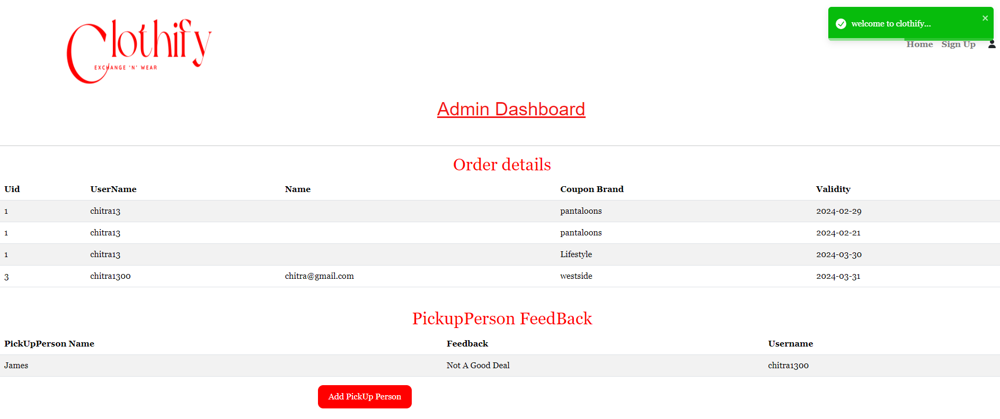 Clothify
EXCHANGE 'N' WEAR
welcome to clothify...
Home Sign Up
Admin Dashboard
Order details
Uid UserName Name Coupon Brand Validity
1 chitra13 pantaloons 2024-02-29
1 chitra13 pantaloons 2024-02-21
1 chitra13 Lifestyle 2024-03-30
3 chitra1300 chitra@gmail.com westside 2024-03-31
PickupPerson FeedBack
PickUpPerson Name Feedback Username
James Not A Good Deal chitra1300
Add PickUp Person